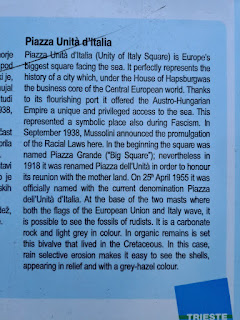 Piazza Unità d'Italia
Piazza Unità d'Italia (Unity of Italy Square) is Europe's
biggest square facing the sea. It perfectly represents the
history of a city which, under the House of Hapsburgwas
the business core of the Central European world. Thanks
to its flourishing port it offered the Austro-Hungarian
Empire a unique and privileged access to the sea. This
represented a symbolic place also during Fascism. In
September 1938, Mussolini announced the promulgation
of the Racial Laws here. In the beginning the square was
named Piazza Grande ("Big Square"); nevertheless in
1918 it was renamed Piazza dell'Unità in order to honour
its reunion with the mother land. On 25th April 1955 it was
officially named with the current denomination Piazza
dell'Unità d'Italia. At the base of the two masts where
both the flags of the European Union and Italy wave, it
is possible to see the fossils of rudists. It is a carbonate
rock and light grey in colour. In organic remains is set
this bivalve that lived in the Cretaceous. In this case,
rain selective erosion makes it easy to see the shells,
appearing in relief and with a grey-hazel colour.
TRIESTE